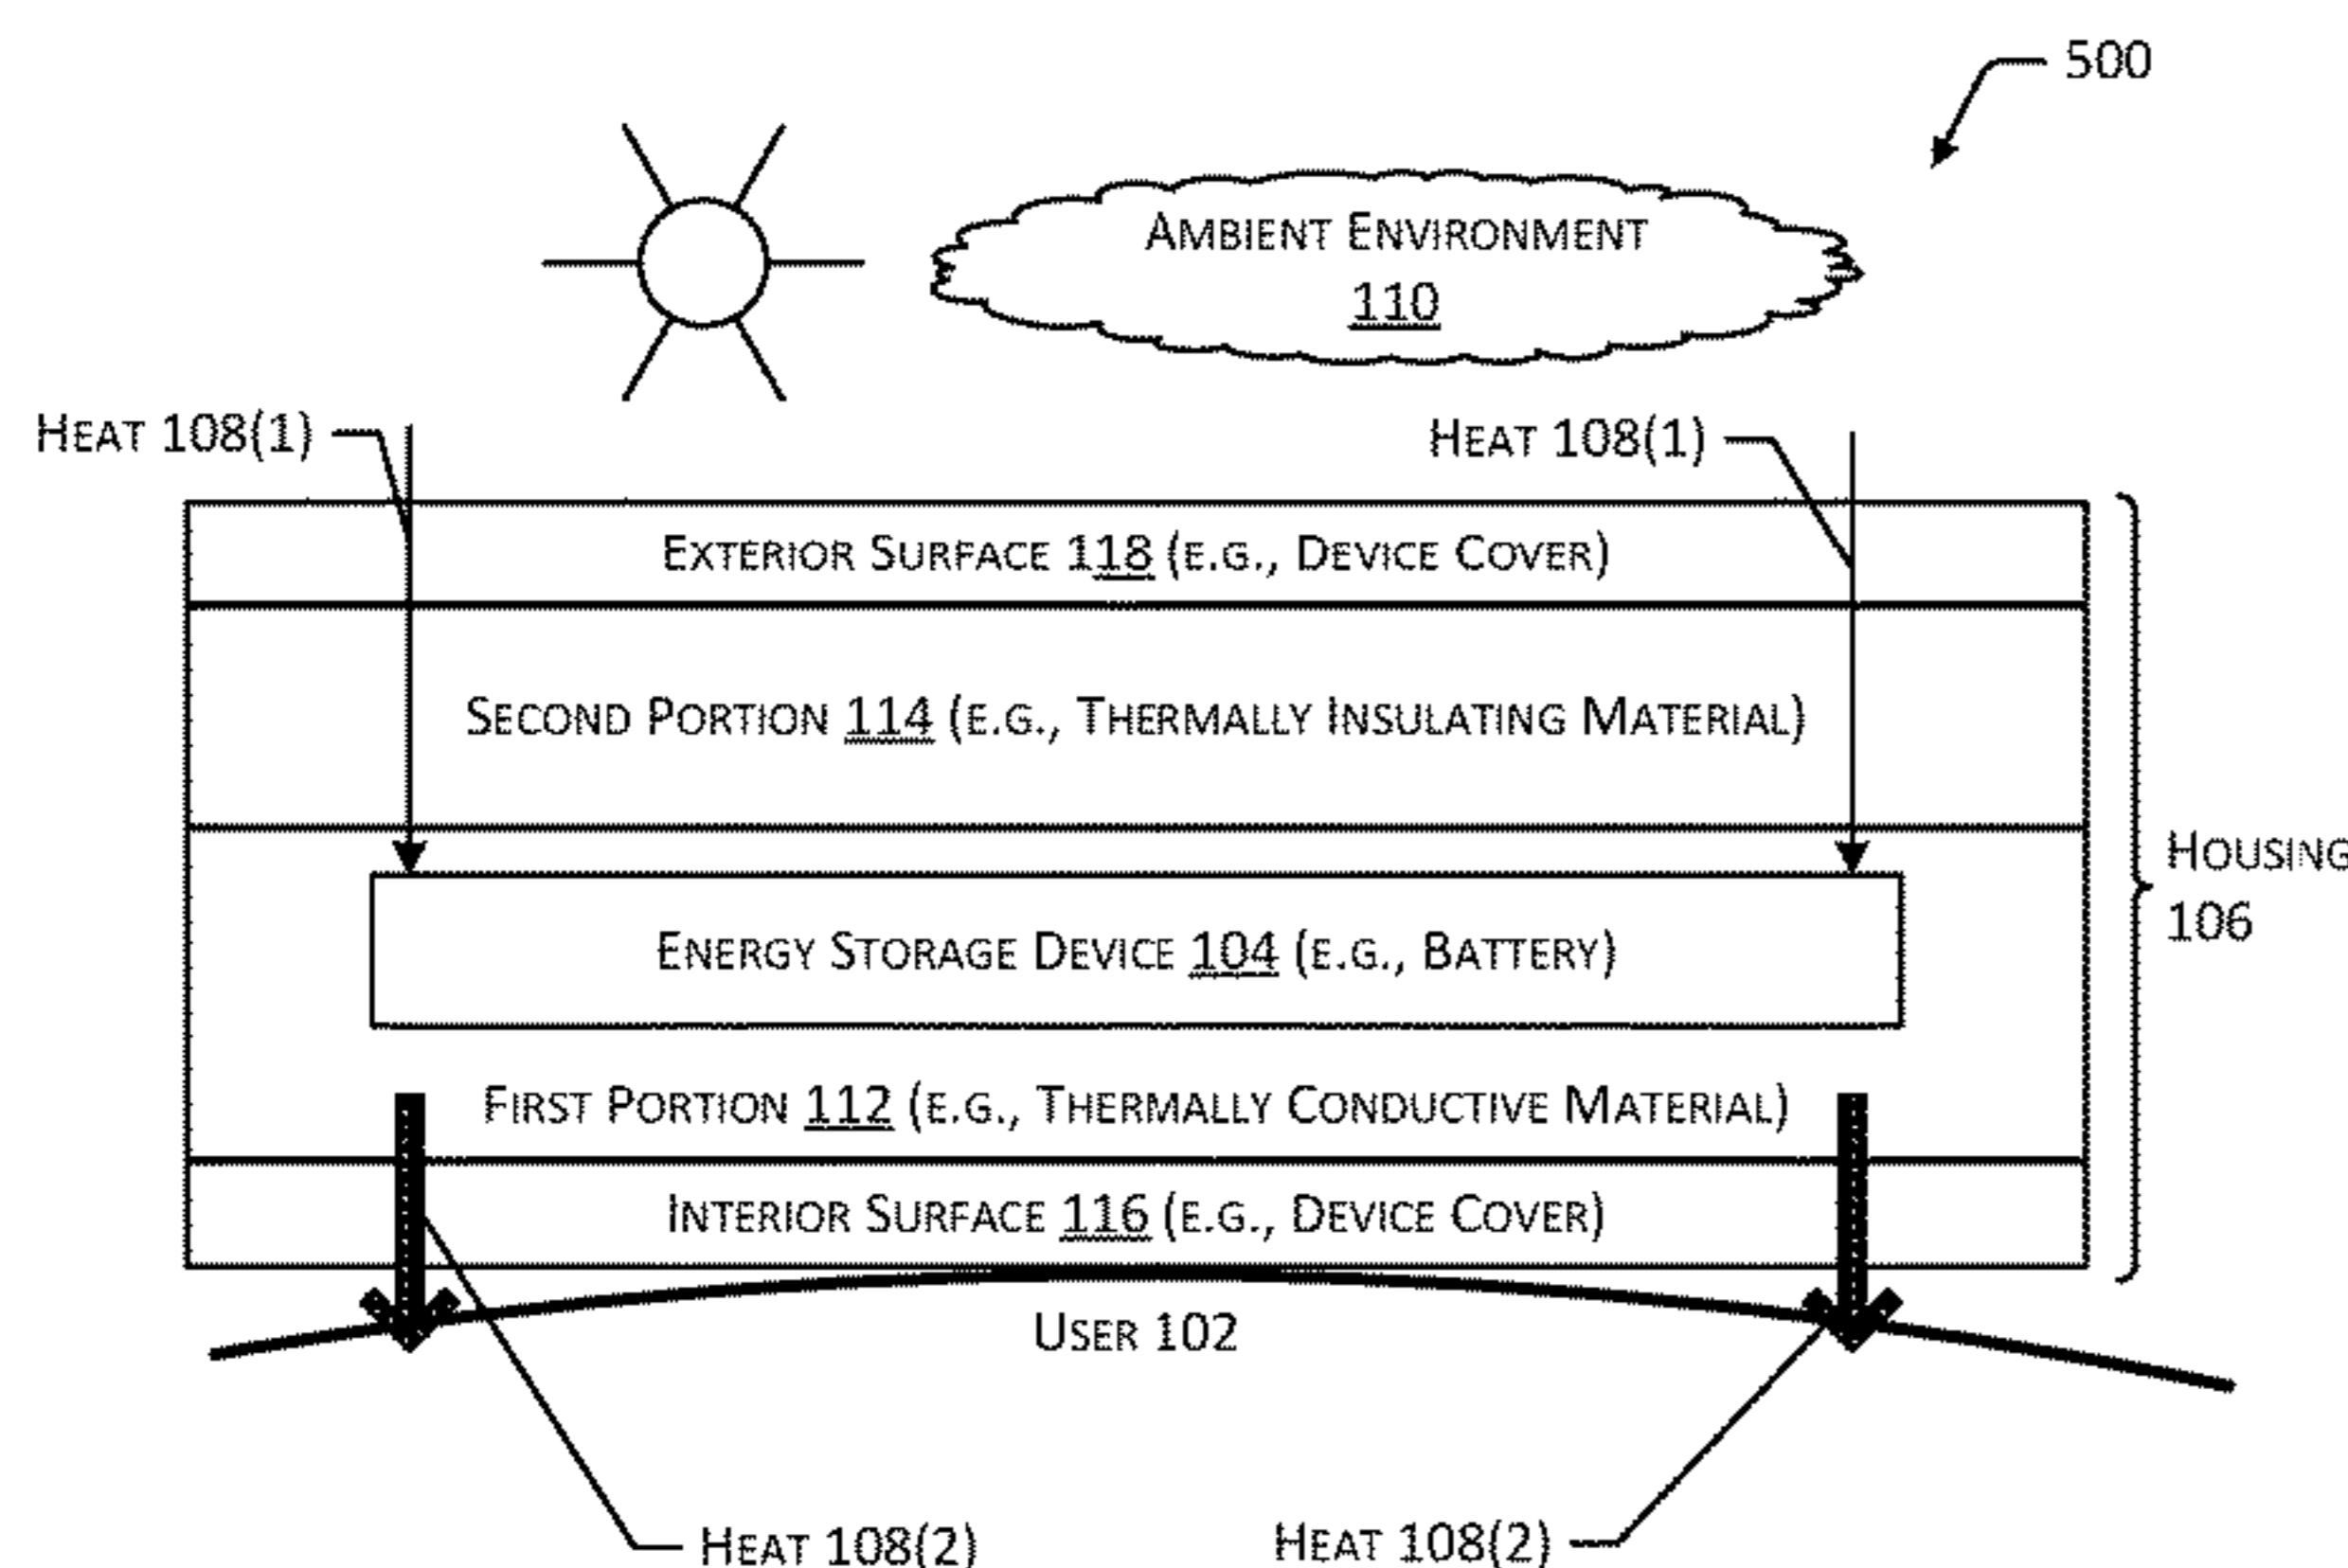 500
AMBIENT ENVIRONMENT
110
HEAT 108(1)
HEAT 108(1)
EXTERIOR SURFACE 118 (E.G., DEVICE COVER)
SECOND PORTION 114 (E.G., THERMALLY INSULATING MATERIAL)
HOUSING
106
ENERGY STORAGE DEVICE 104 (E.G., BATTERY)
FIRST PORTION 112 (E.G., THERMALLY CONDUCTIVE MATERIAL)
INTERIOR SURFACE 116 (E.G., DEVICE COVER)
USER 102
HEAT 108(2)
HEAT 108(2)